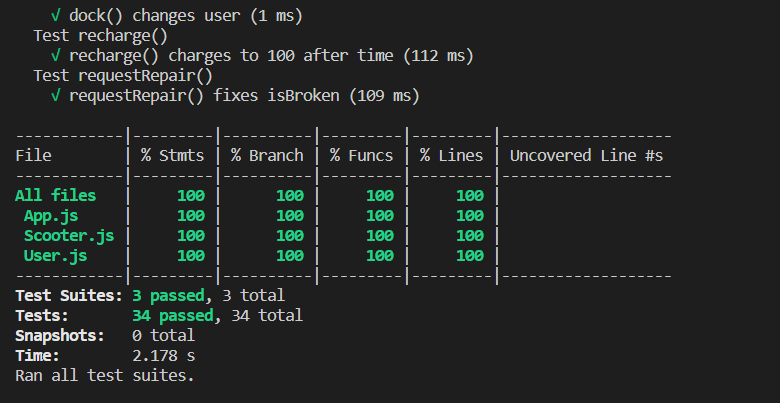 √ dock() changes user (1 ms)
Test recharge()
√ recharge() charges to 100 after time (112 ms)
Test requestRepair()
√ requestRepair() fixes isBroken (109 ms)
------------|---------|----------|---------|---------|-------------------
File        | % Stmts | % Branch | % Funcs | % Lines | Uncovered Line #s
------------|---------|----------|---------|---------|-------------------
All files   |     100 |      100 |     100 |     100 |
 App.js     |     100 |      100 |     100 |     100 |
 Scooter.js |     100 |      100 |     100 |     100 |
 User.js    |     100 |      100 |     100 |     100 |
------------|---------|----------|---------|---------|-------------------
Test Suites: 3 passed, 3 total
Tests:       34 passed, 34 total
Snapshots:   0 total
Time:        2.178 s
Ran all test suites.